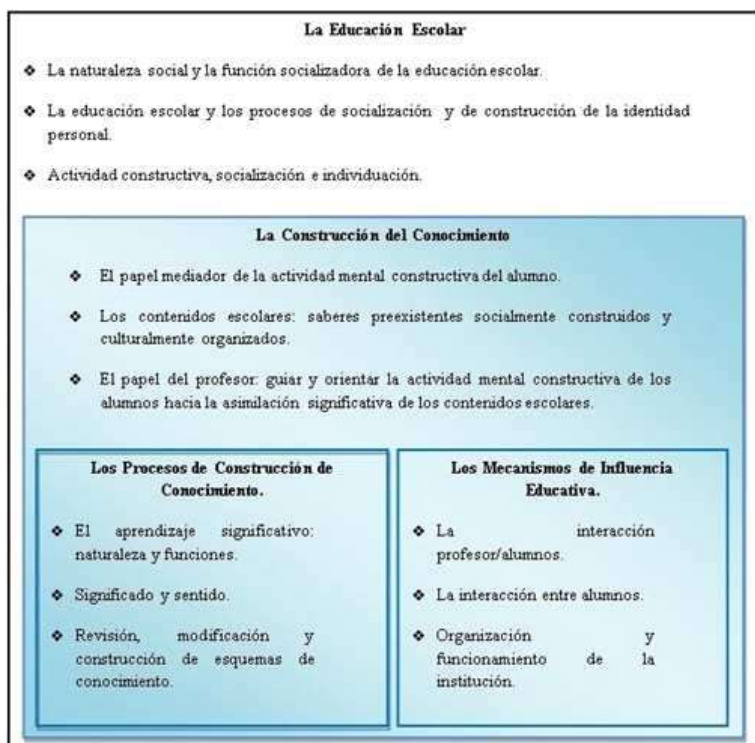 La Educación Escolar
❖ La naturaleza social y la función socializadora de la educación escolar.
❖ La educación escolar y los procesos de socialización y de construcción de la identidad
personal.
❖ Actividad constructiva, socialización e individuación.
La Construcción del Conocimiento
❖ El papel mediador de la actividad mental constructiva del alumno.
❖ Los contenidos escolares: saberes preexistentes socialmente construidos y
culturalmente organizados.
❖ El papel del profesor: guiar y orientar la actividad mental constructiva de los
alumnos hacia la asimilación significativa de los contenidos escolares.
Los Procesos de Construcción de
Conocimiento.
❖ El aprendizaje significativo:
naturaleza y funciones.
❖ Significado y sentido.
❖ Revisión, modificación y
construcción de esquemas de
conocimiento.
Los Mecanismos de Influencia
Educativa.
❖ La interacción
profesor/alumnos.
❖ La interacción entre alumnos.
❖ Organización y
funcionamiento de la
institución.